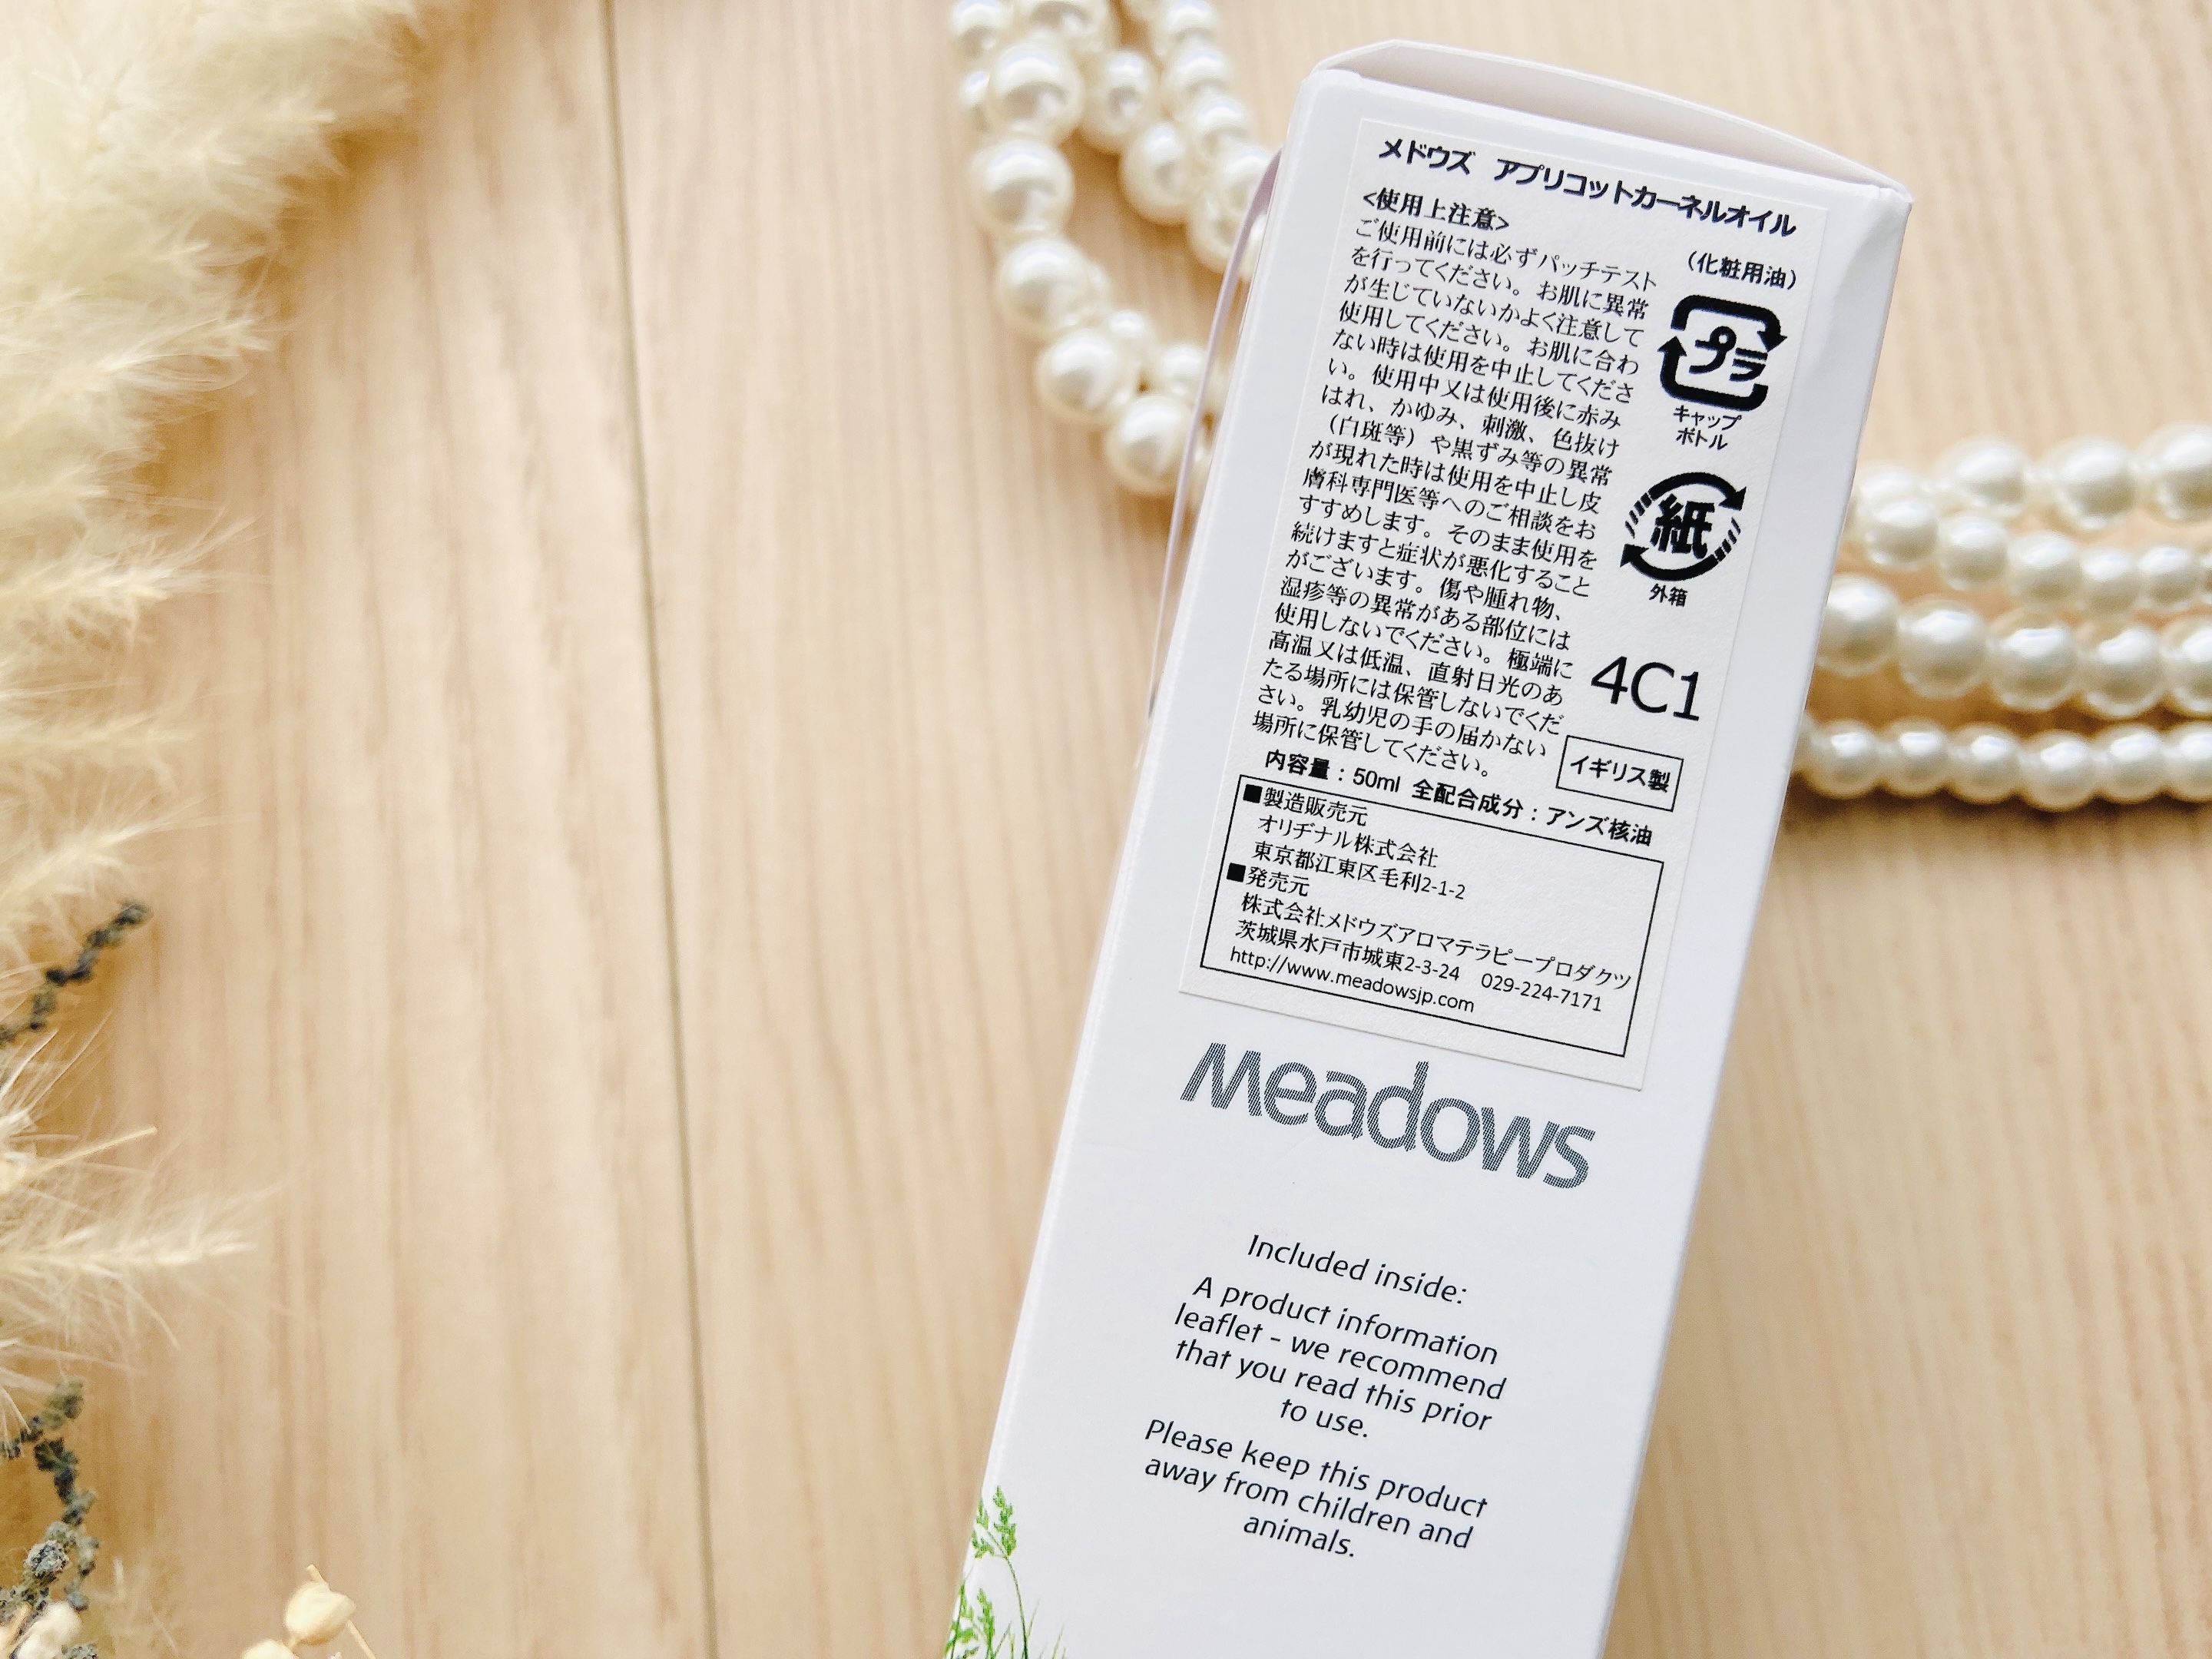 メドウズ アプリコットカーネルオイル
(化粧用油)
<使用上注意>
ご使用前には必ずパッチテスト
を行ってください。お肌に異常
が生じていないかよく注意して
使用してください。お肌に合わ
ない時は使用を中止してくださ
い。使用中又は使用後に赤み
はれ、かゆみ、刺激、色抜け
(白斑等)や黒ずみ等の異常
が現れた時は使用を中止し皮
膚科専門医等へのご相談をお
すすめします。そのまま使用を
続けますと症状が悪化すること
がございます。傷や腫れ物、
湿疹等の異常がある部位には
使用しないでください。極端に
高温又は低温、直射日光のあ
たる場所には保管しないでくだ
さい。乳幼児の手の届かない
場所に保管してください。
プラ
キャップ
ボトル
紙
外箱
4C1
イギリス製
内容量:50ml 全配合成分:アンズ核油
■製造販売元
オリヂナル株式会社
東京都江東区毛利2-1-2
■発売元
株式会社メドウズアロマテラピープロダクツ
茨城県水戸市城東2-3-24 029-224-7171
http://www.meadowsjp.com
Meadows
Included inside:
A product information
leaflet - we recommend
that you read this prior
to use.
Please keep this product
away from children and
animals.